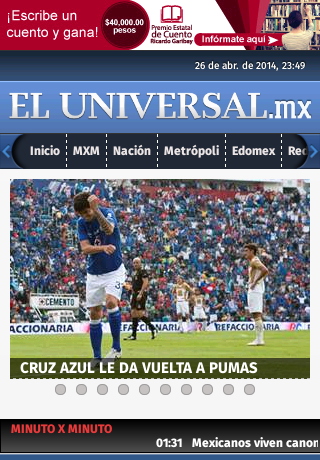 ¡Escribe un
cuento y gana!
$40,000.00
pesos
Premio Estatal
de Cuento
Ricardo Garibay
Infórmate aquí
26 de abr. de 2014, 23:49
EL UNIVERSAL.mx
Inicio MXM Nación Metrópoli Edomex Rec
CEMENTO
FACCIONARIA
REFACCIONARIA
CRUZ AZUL LE DA VUELTA A PUMAS
MINUTO X MINUTO
01:31 Mexicanos viven canon